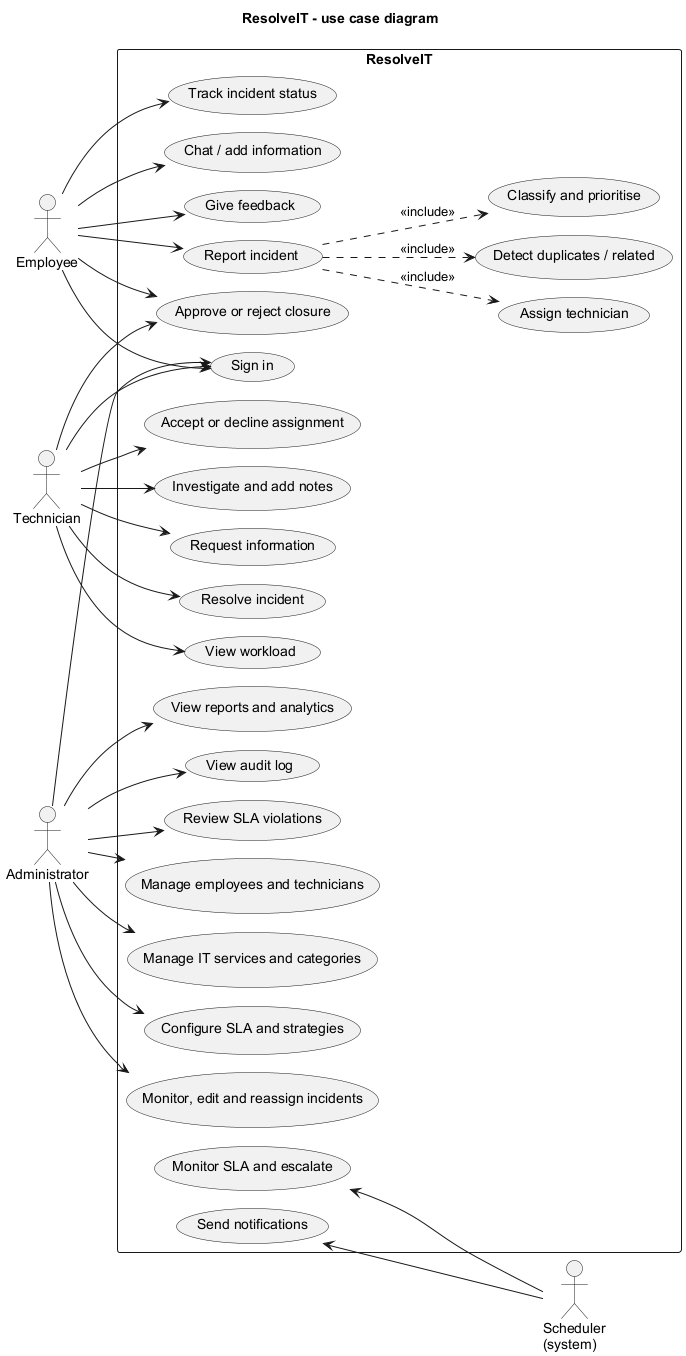 ResolveIT - use case diagram
ResolveIT
Track incident status
Chat / add information
Give feedback
Report incident
«include»
Classify and prioritise
«include»
Detect duplicates / related
«include»
Assign technician
Employee
Approve or reject closure
Sign in
Accept or decline assignment
Investigate and add notes
Technician
Request information
Resolve incident
View workload
View reports and analytics
View audit log
Review SLA violations
Administrator
Manage employees and technicians
Manage IT services and categories
Configure SLA and strategies
Monitor, edit and reassign incidents
Monitor SLA and escalate
Send notifications
Scheduler
(system)